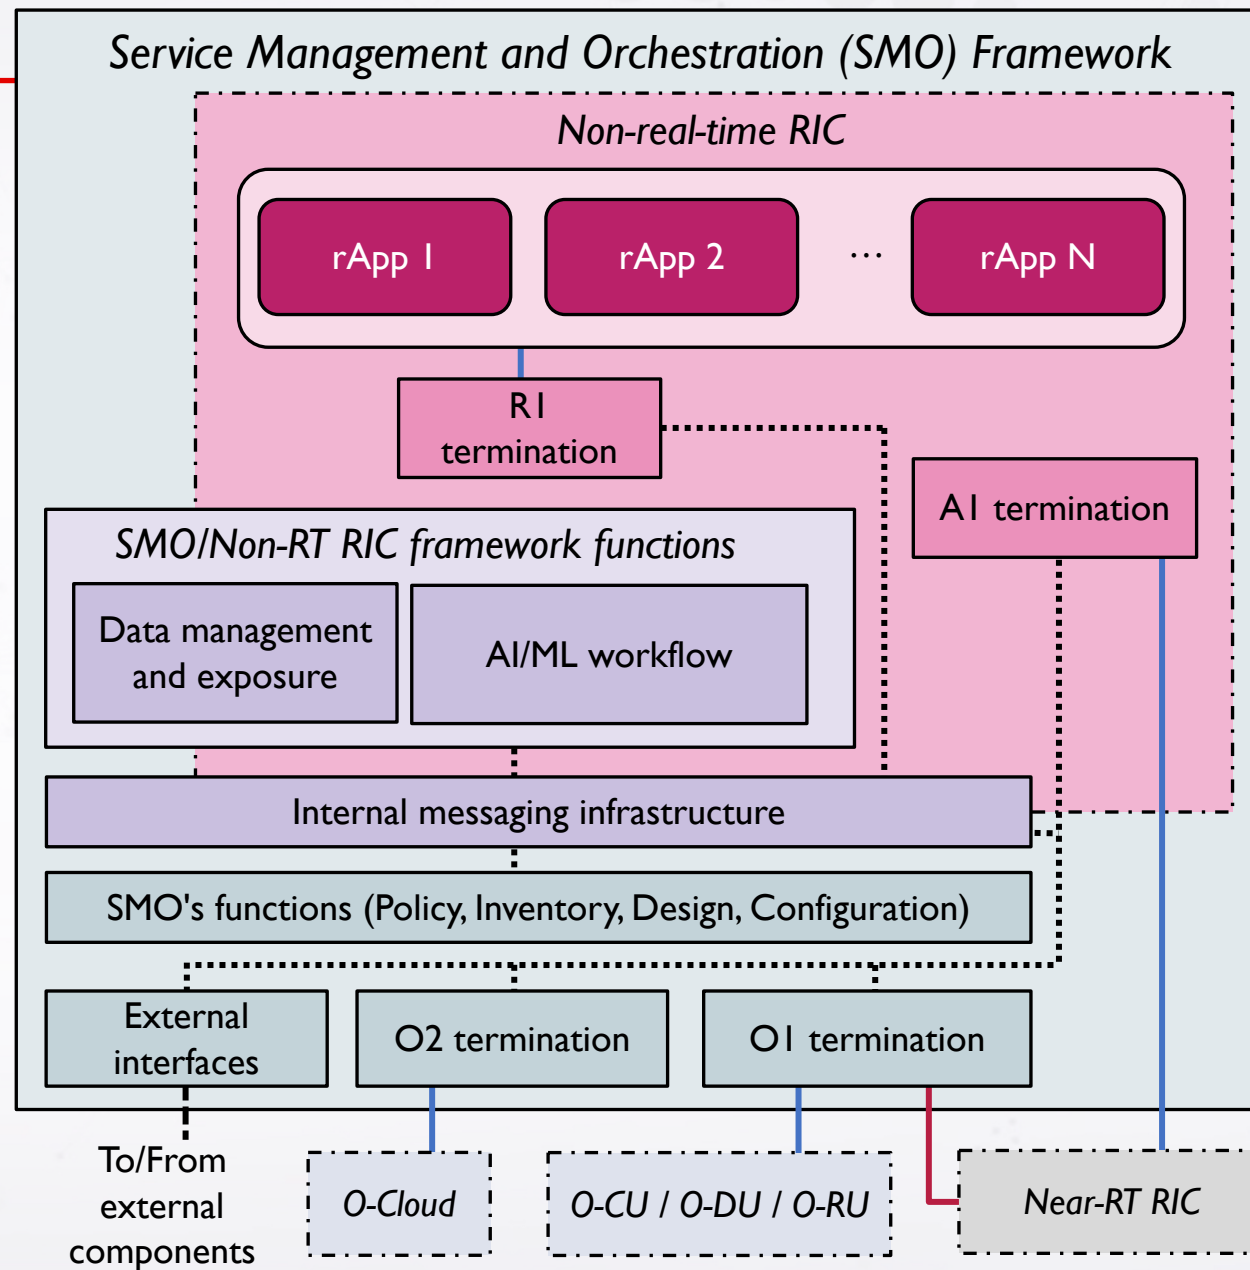 Service Management and Orchestration (SMO) Framework
Non-real-time RIC
rApp 1
rApp 2
...
rApp N
R1
termination
A1 termination
SMO/Non-RT RIC framework functions
Data management
and exposure
AI/ML workflow
Internal messaging infrastructure
SMO's functions (Policy, Inventory, Design, Configuration)
External
interfaces
O2 termination
O1 termination
To/From
external
components
O-Cloud
O-CU / O-DU / O-RU
Near-RT RIC